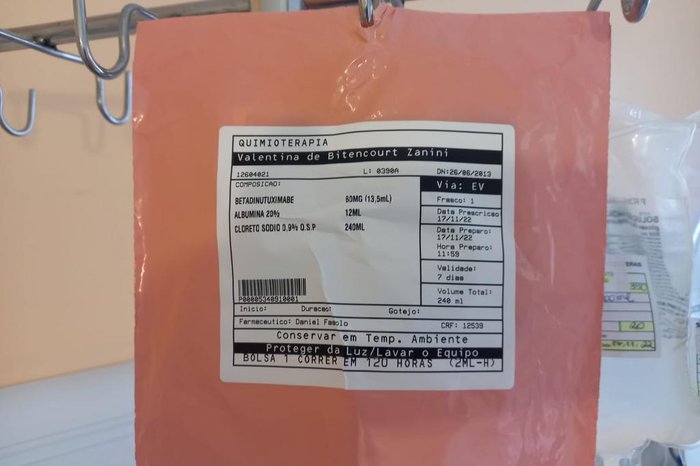 QUIMIOTERAPIA
Valentina de Bitencourt Zanini
12604021 L: 0390A DN:26/06/2013
COMPOSICAO:
BETADINUTUXIMABE 60MG (13,5mL)
ALBUMINA 20% 12ML
CLORETO SODIO 0,9% Q.S.P 240ML
Via: EV
Frasco: 1
Data Prescricao
17/11/22
Data Preparo:
17/11/22
Hora Preparo:
11:59
Validade:
7 dias
Volume Total:
240 ml
P00005348910001
Inicio: Duracao: Gotejo:
Farmaceutico: Daniel Fasolo CRF: 12539
Conservar em Temp. Ambiente
Proteger da Luz/Lavar o Equipo
BOLSA 1 CORRER EM 120 HORAS (2ML-H)